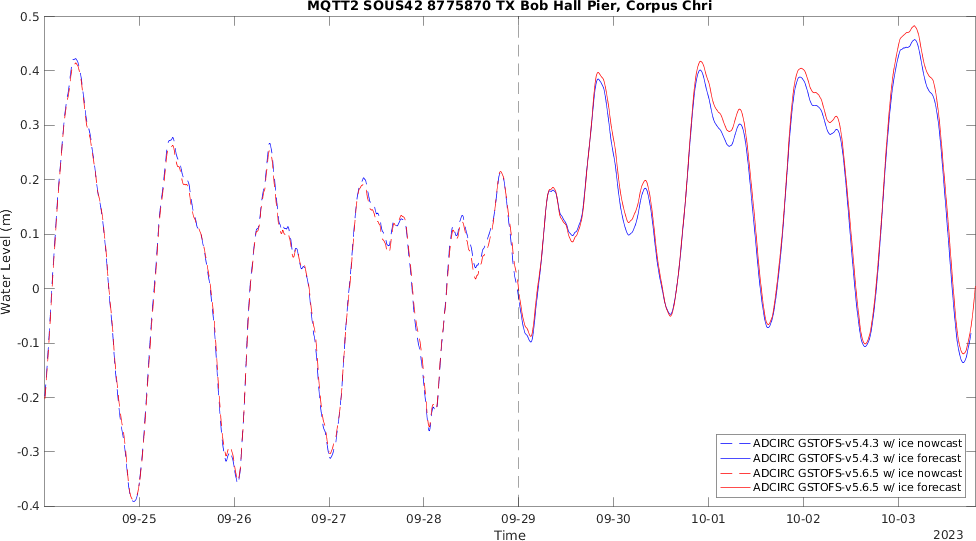 MQTT2 SOUS42 8775870 TX Bob Hall Pier, Corpus Chri
Water Level (m)
0.5
0.4
0.3
0.2
0.1
0
-0.1
-0.2
-0.3
-0.4
09-25
09-26
09-27
09-28
09-29
09-30
10-01
10-02
10-03
Time
2023
ADCIRC GSTOFS-v5.4.3 w/ ice nowcast
ADCIRC GSTOFS-v5.4.3 w/ ice forecast
ADCIRC GSTOFS-v5.6.5 w/ ice nowcast
ADCIRC GSTOFS-v5.6.5 w/ ice forecast